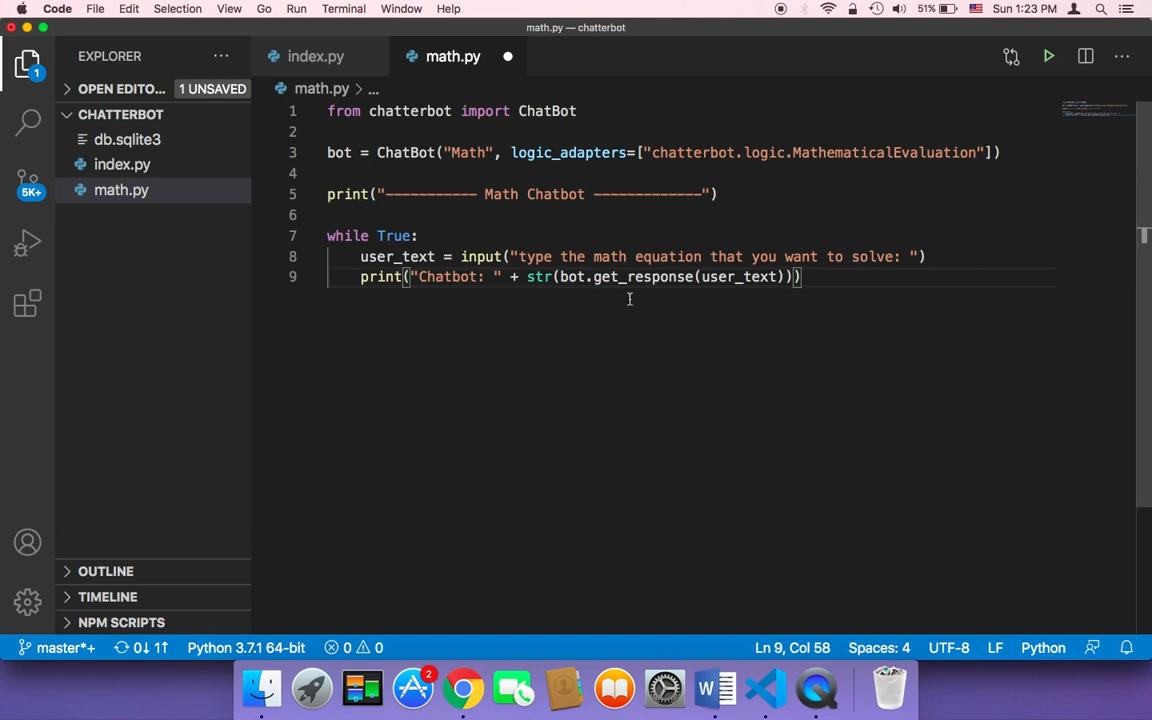 Code File Edit Selection View Go Run Terminal Window Help 51% Sun 1:23 PM
math.py — chatterbot
EXPLORER ...
index.py math.py
OPEN EDITO... 1 UNSAVED
math.py > ...
CHATTERBOT
db.sqlite3
index.py
math.py
1
5K+
1 from chatterbot import ChatBot
2
3 bot = ChatBot("Math", logic_adapters=["chatterbot.logic.MathematicalEvaluation"])
4
5 print("----------- Math Chatbot -------------")
6
7 while True:
8 user_text = input("type the math equation that you want to solve: ")
9 print("Chatbot: " + str(bot.get_response(user_text)))
OUTLINE
TIMELINE
NPM SCRIPTS
master*+ 0↓ 1↑ Python 3.7.1 64-bit 0 0 Ln 9, Col 58 Spaces: 4 UTF-8 LF Python
2